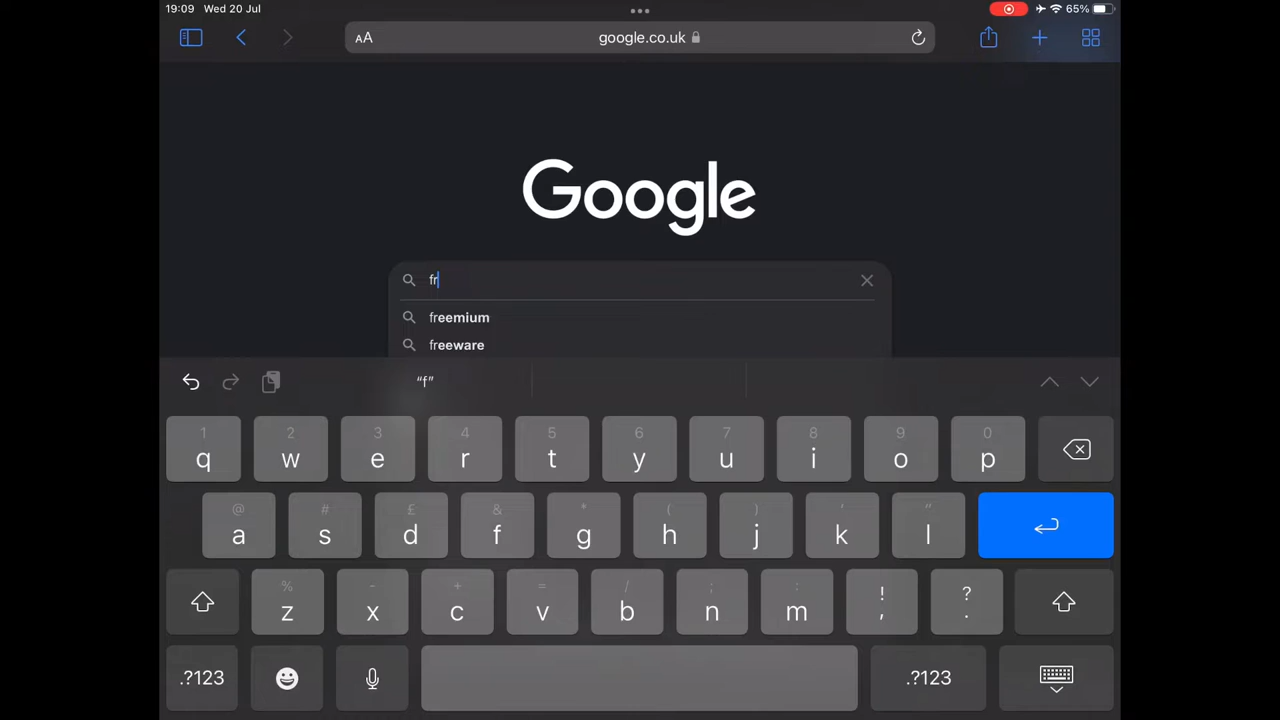 19:09 Wed 20 Jul
65%
AA google.co.uk
Google
fr
freemium
freeware
“f”
1 2 3 4 5 6 7 8 9 0
q w e r t y u i o p
@ # £ & * ( ) ' "
a s d f g h j k l
% - + = / ; : ! ?
z x c v b n m , .
.?123 .?123